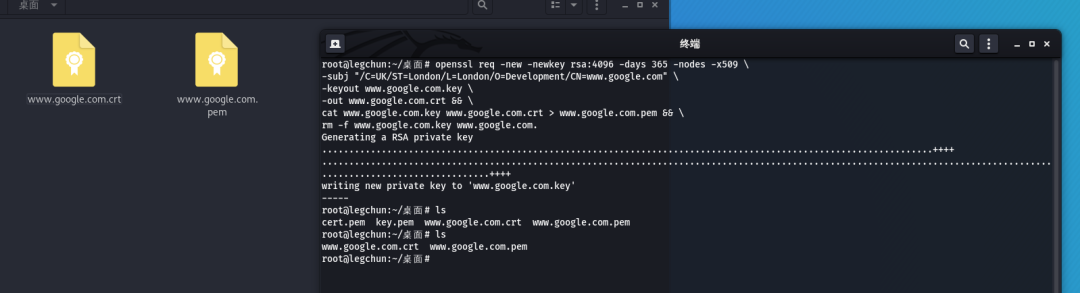 桌面
www.google.com.crt
www.google.com.
pem
终端
root@legchun:~/桌面# openssl req -new -newkey rsa:4096 -days 365 -nodes -x509 \
-subj "/C=UK/ST=London/L=London/O=Development/CN=www.google.com" \
-keyout www.google.com.key \
-out www.google.com.crt && \
cat www.google.com.key www.google.com.crt > www.google.com.pem && \
rm -f www.google.com.key www.google.com.
Generating a RSA private key
.................................................................................................................++++
.......................................................................................................................................
...............................++++
writing new private key to 'www.google.com.key'
-----
root@legchun:~/桌面# ls
cert.pem  key.pem  www.google.com.crt  www.google.com.pem
root@legchun:~/桌面# ls
www.google.com.crt  www.google.com.pem
root@legchun:~/桌面#